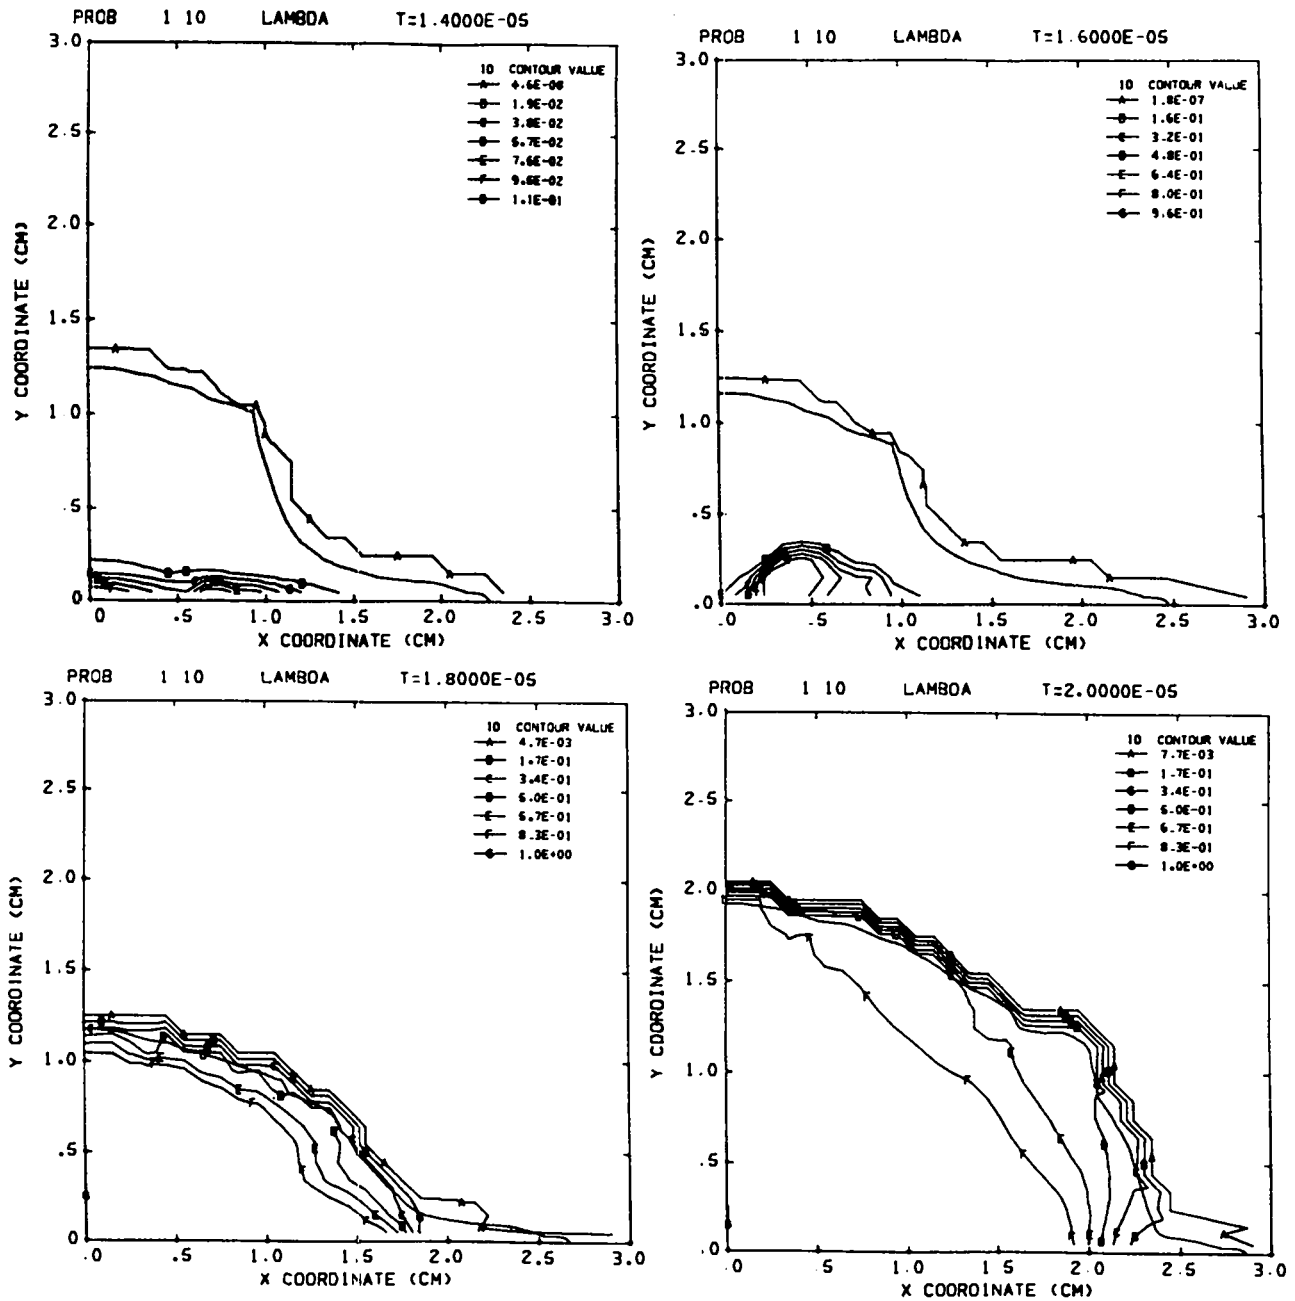 PROB 1 10 LAMBDA T=1.4000E-05
3.0
2.5
2.0
1.5
1.0
.5
0
Y COORDINATE (CM)
ID CONTOUR VALUE
A
B 1.9E-02
C 3.8E-02
D 5.7E-02
E 7.6E-02
F 9.6E-02
G 1.1E-01
.0 .5 1.0 1.5 2.0 2.5 3.0
X COORDINATE (CM)
PROB 1 10 LAMBDA T=1.6000E-05
3.0
2.5
2.0
1.5
1.0
.5
.0
Y COORDINATE (CM)
ID CONTOUR VALUE
A 1.8E-07
B 1.6E-01
C 3.2E-01
D 4.8E-01
E 6.4E-01
F 8.0E-01
G 9.6E-01
.0 .5 1.0 1.5 2.0 2.5 3.0
X COORDINATE (CM)
PROB 1 10 LAMBDA T=1.8000E-05
3.0
2.5
2.0
1.5
1.0
.5
0
Y COORDINATE (CM)
ID CONTOUR VALUE
A 4.7E-03
B 1.7E-01
C 3.4E-01
D 5.0E-01
E 6.7E-01
F 8.3E-01
G 1.0E+00
.0 .5 1.0 1.5 2.0 2.5 3.0
X COORDINATE (CM)
PROB 1 10 LAMBDA T=2.0000E-05
3.0
2.5
2.0
1.5
1.0
.5
.0
Y COORDINATE (CM)
ID CONTOUR VALUE
A 7.7E-03
B 1.7E-01
C 3.4E-01
D 5.0E-01
E 6.7E-01
F 8.3E-01
G 1.0E+00
.0 .5 1.0 1.5 2.0 2.5 3.0
X COORDINATE (CM)